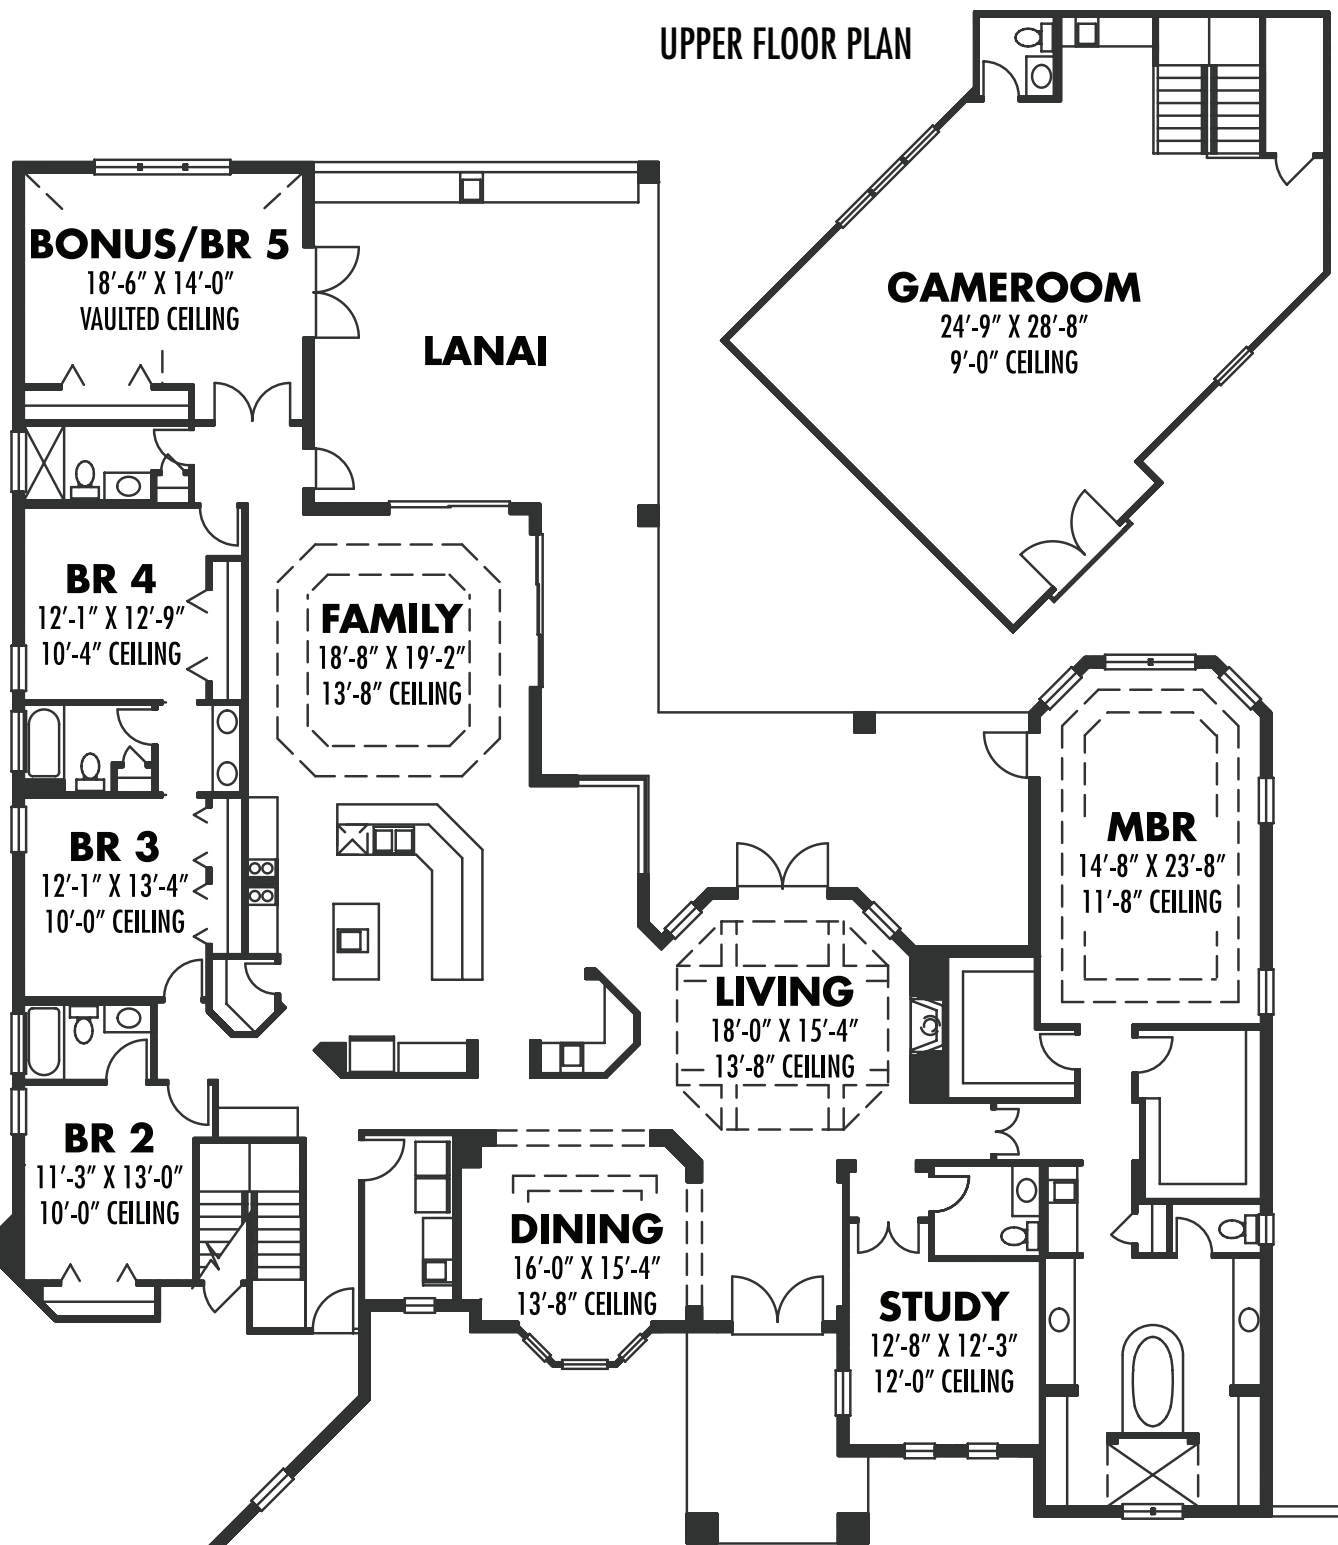 UPPER FLOOR PLAN
BONUS/BR 5
18'-6" X 14'-0"
VAULTED CEILING
LANAI
GAMEROOM
24'-9" X 28'-8"
9'-0" CEILING
BR 4
12'-1" X 12'-9"
10'-4" CEILING
FAMILY
18'-8" X 19'-2"
13'-8" CEILING
BR 3
12'-1" X 13'-4"
10'-0" CEILING
MBR
14'-8" X 23'-8"
11'-8" CEILING
LIVING
18'-0" X 15'-4"
13'-8" CEILING
BR 2
11'-3" X 13'-0"
10'-0" CEILING
DINING
16'-0" X 15'-4"
13'-8" CEILING
STUDY
12'-8" X 12'-3"
12'-0" CEILING